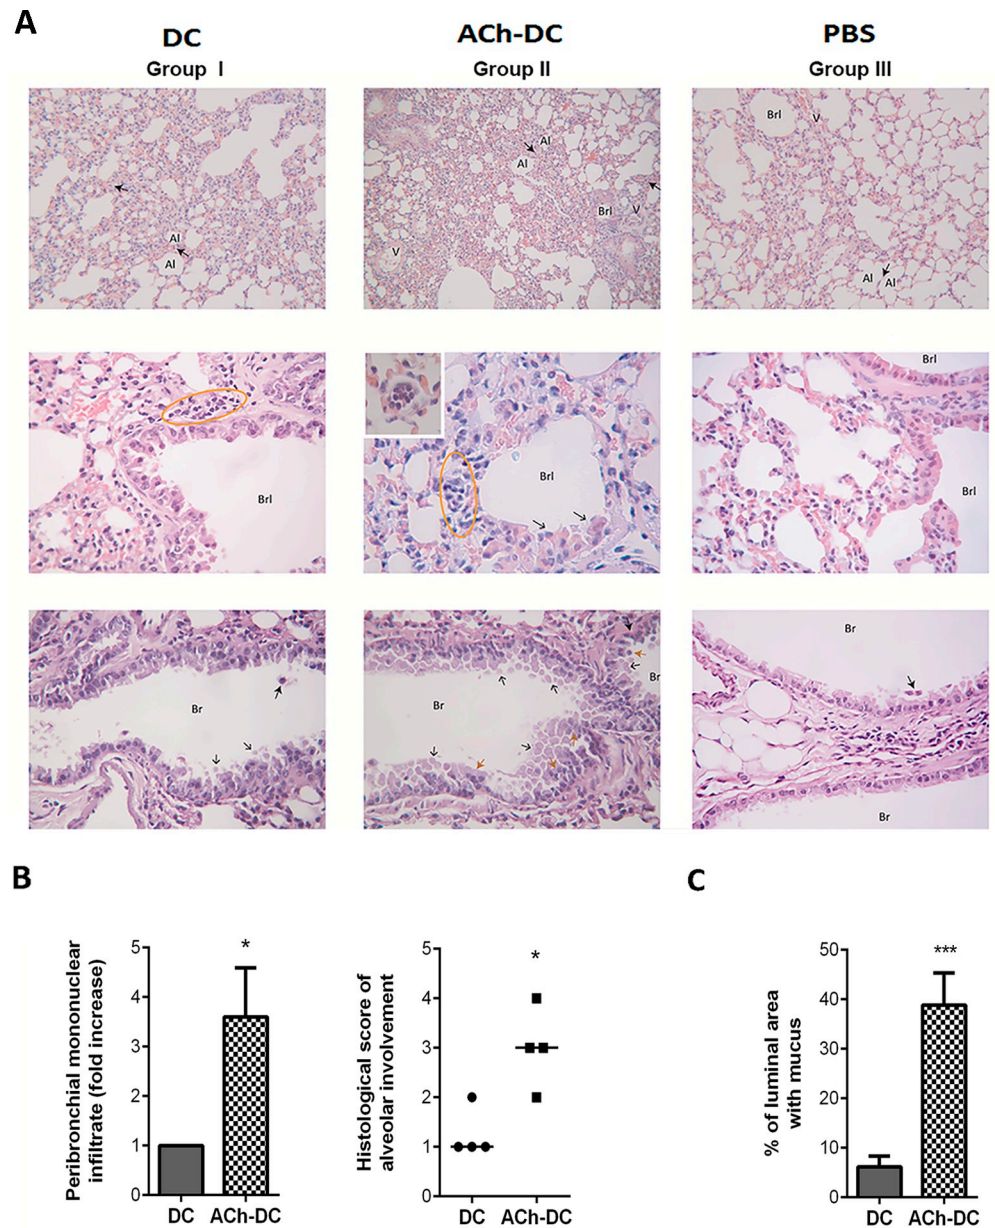 A
DC
ACh-DC
PBS
Group I
Group II
Group III
Al
Al
Al
Al
Brl
V
V
Brl
V
Al
Al
Brl
Brl
Brl
Brl
Br
Br
Br
Br
Br
B
Peribronchial mononuclear
infiltrate (fold increase)
5
4
3
2
1
0
*
DC
ACh-DC
Histological score of
alveolar involvement
5
4
3
2
1
0
*
DC
ACh-DC
C
% of luminal area
with mucus
50
40
30
20
10
0
***
DC
ACh-DC